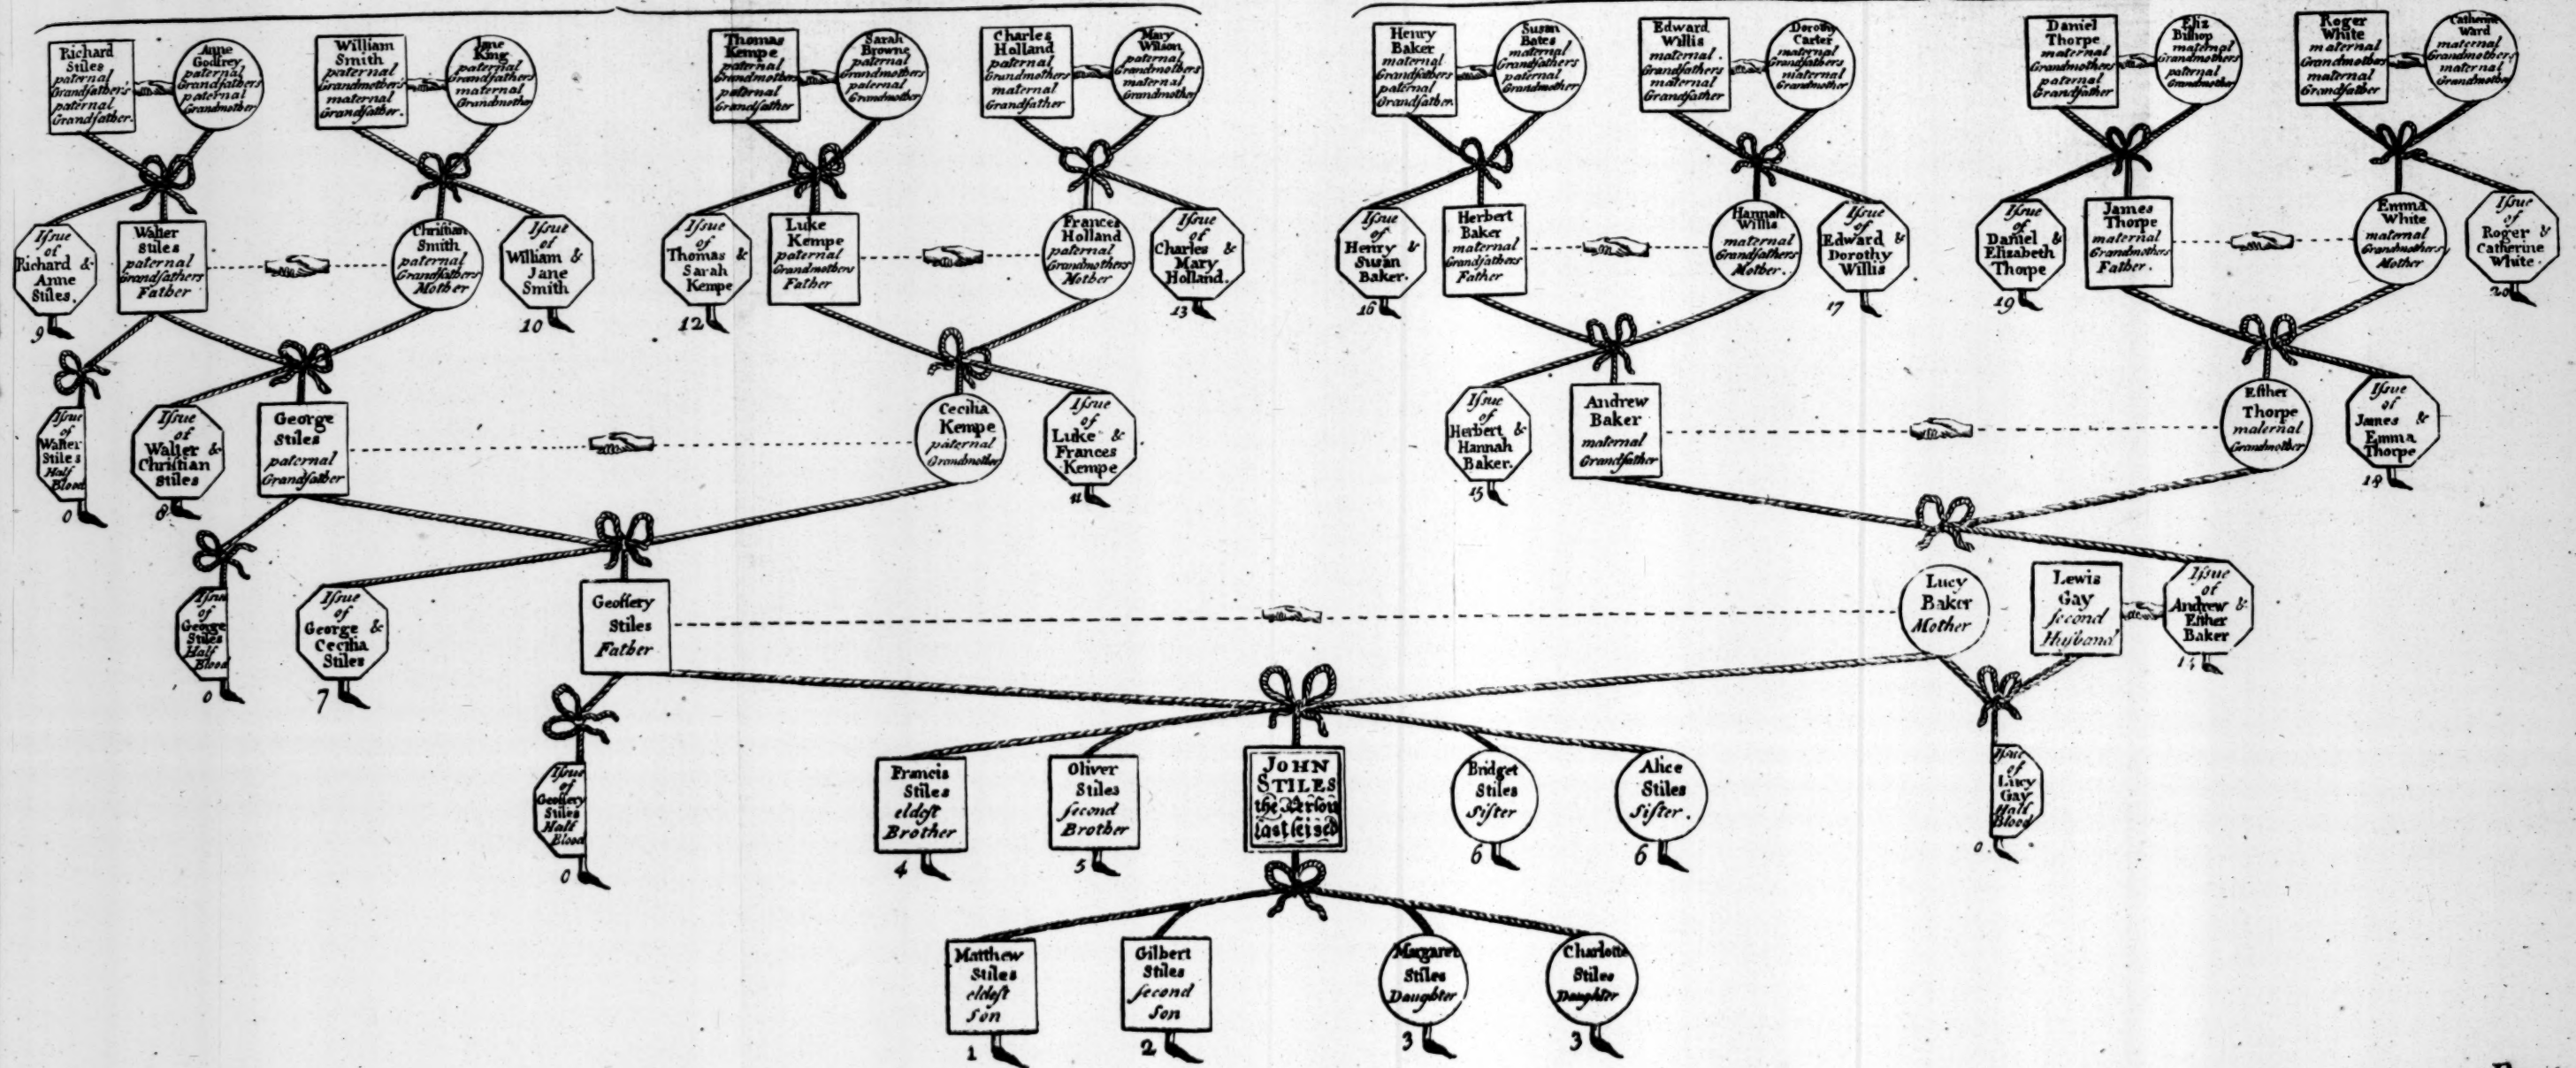 Richard
Stiles
paternal
Grandfather's
paternal
Grandfather.
Anne
Godfrey
paternal
Grandfathers
paternal
Grandmother
William
Smith
paternal
Grandmother's
maternal
Grandfather.
Jane
King
paternal
Grandfathers
maternal
Grandmother
Thomas
Kempe
paternal
Grandmothers
paternal
Grandfather
Sarah
Browne
paternal
Grandmothers
paternal
Grandmother
Charles
Holland
paternal
Grandmothers
maternal
Grandfather
Mary
Wilson
paternal
Grandmothers
maternal
Grandmother
Henry
Baker
maternal
Grandfathers
paternal
Grandfather.
Susan
Bates
maternal
Grandfathers
paternal
Grandmother
Edward
Willis
maternal
Grandfathers
maternal
Grandfather
Dorothy
Carter
maternal
Grandfathers
maternal
Grandmother
Daniel
Thorpe
maternal
Grandmothers
paternal
Grandfather
Eliz
Bishop
maternal
Grandmothers
paternal
Grandmother
Roger
White
maternal
Grandmothers
maternal
Grandfather
Catherine
Ward
maternal
Grandmothers
maternal
Grandmother
Issue
of
Richard &
Anne
Stiles.
9
Walter
Stiles
paternal
Grandfathers
Father
Christian
Smith
paternal
Grandfathers
Mother
Issue
of
William &
Jane
Smith
10
Issue
of
Thomas &
Sarah
Kempe
12
Luke
Kempe
paternal
Grandmothers
Father
Frances
Holland
paternal
Grandmothers
Mother
Issue
of
Charles &
Mary
Holland.
13
Issue
of
Henry &
Susan
Baker.
16
Herbert
Baker
maternal
Grandfathers
Father
Hannah
Willis
maternal
Grandfathers
Mother.
Issue
of
Edward &
Dorothy
Willis
17
Issue
of
Daniel &
Elizabeth
Thorpe
19
James
Thorpe
maternal
Grandmothers
Father.
Emma
White
maternal
Grandmothers
Mother
Issue
of
Roger &
Catherine
White.
20
Issue
of
Walter
Stiles
Half
Blood
0
Issue
of
Walter &
Christian
Stiles
8
George
Stiles
paternal
Grandfather
Cecilia
Kempe
paternal
Grandmother
Issue
of
Luke &
Frances
Kempe
11
Issue
of
Herbert &
Hannah
Baker.
15
Andrew
Baker
maternal
Grandfather
Esther
Thorpe
maternal
Grandmother
Issue
of
James &
Emma
Thorpe
18
Issue
of
George
Stiles
Half
Blood
0
Issue
of
George &
Cecilia
Stiles
7
Geoffery
Stiles
Father
Lucy
Baker
Mother
Lewis
Gay
second
Husband
Issue
of
Andrew &
Esther
Baker
14
Issue
of
Geoffery
Stiles
Half
Blood
0
Francis
Stiles
eldest
Brother
4
Oliver
Stiles
second
Brother
5
JOHN
STILES
the Person
last seised
Bridget
Stiles
Sister
6
Alice
Stiles
Sister.
6
Issue
of
Lucy
Gay
Half
Blood
0
Matthew
Stiles
eldest
Son
1
Gilbert
Stiles
second
Son
2
Margaret
Stiles
Daughter
3
Charlotte
Stiles
Daughter
3